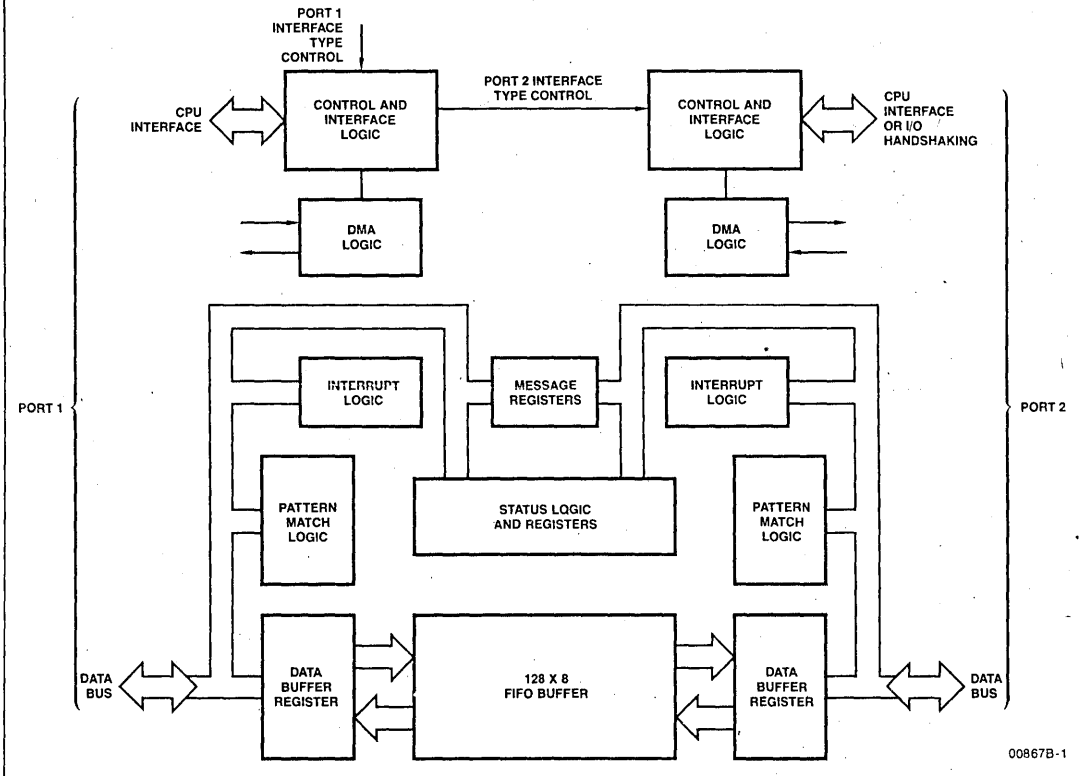 PORT 1
INTERFACE
TYPE
CONTROL
CPU
INTERFACE
CONTROL AND
INTERFACE
LOGIC
PORT 2 INTERFACE
TYPE CONTROL
CONTROL AND
INTERFACE
LOGIC
CPU
INTERFACE
OR I/O
HANDSHAKING
DMA
LOGIC
DMA
LOGIC
PORT 1
INTERRUPT
LOGIC
MESSAGE
REGISTERS
INTERRUPT
LOGIC
PORT 2
PATTERN
MATCH
LOGIC
STATUS LOGIC
AND REGISTERS
PATTERN
MATCH
LOGIC
DATA
BUS
DATA
BUFFER
REGISTER
128 X 8
FIFO BUFFER
DATA
BUFFER
REGISTER
DATA
BUS
00867B-1